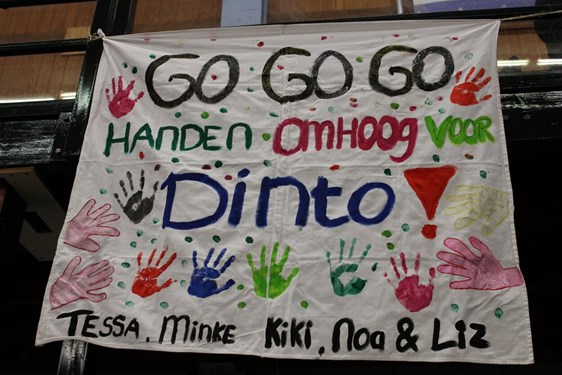 GO GO GO
HANDEN OMHOOG VOOR
Dinto!
TESSA, Minke Kiki, Noa & Liz